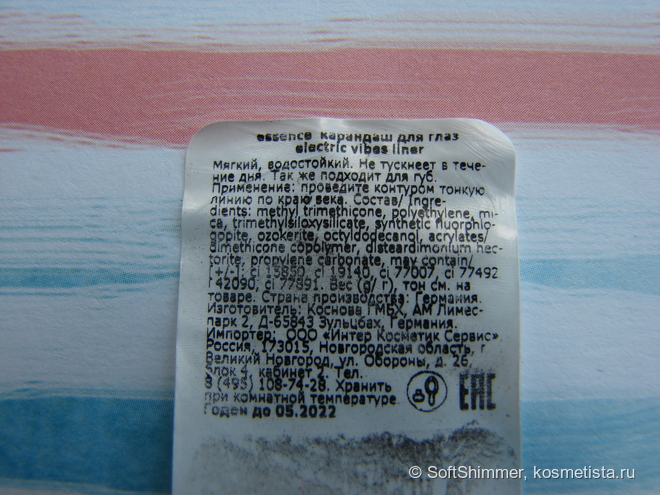 essence карандаш для глаз
electric vibes liner
Мягкий, водостойкий. Не тускнеет в тече-
ние дня. Так же подходит для губ.
Применение: проведите контуром тонкую
линию по краю века. Состав/ Ingre-
dients: methyl trimethicone, polyethylene, mi-
ca, trimethylsiloxysilicate, synthetic fluorphlo-
gopite, ozokerite, octyldodecanol, acrylates/
dimethicone copolymer, disteardimonium hec-
torite, propylene carbonate, may contain/
[+/-]: ci 15850, ci 19140, ci 77007, ci 77492
42090, ci 77891. Вес (g/ г), тон см. на
товаре. Страна производства: Германия.
Изготовитель: Коснова ГМБХ, АМ Лимес-
парк 2, Д-65843 Зульцбах, Германия.
Импортер: ООО «Интер Косметик Сервис»
Россия, 173015, Новгородская область, г
Великий Новгород, ул. Обороны, д. 26,
блок 4, кабинет 2. Тел.
8 (495) 108-74-28. Хранить
при комнатной температуре.
Годен до 05.2022
EAC
© SoftShimmer, kosmetista.ru